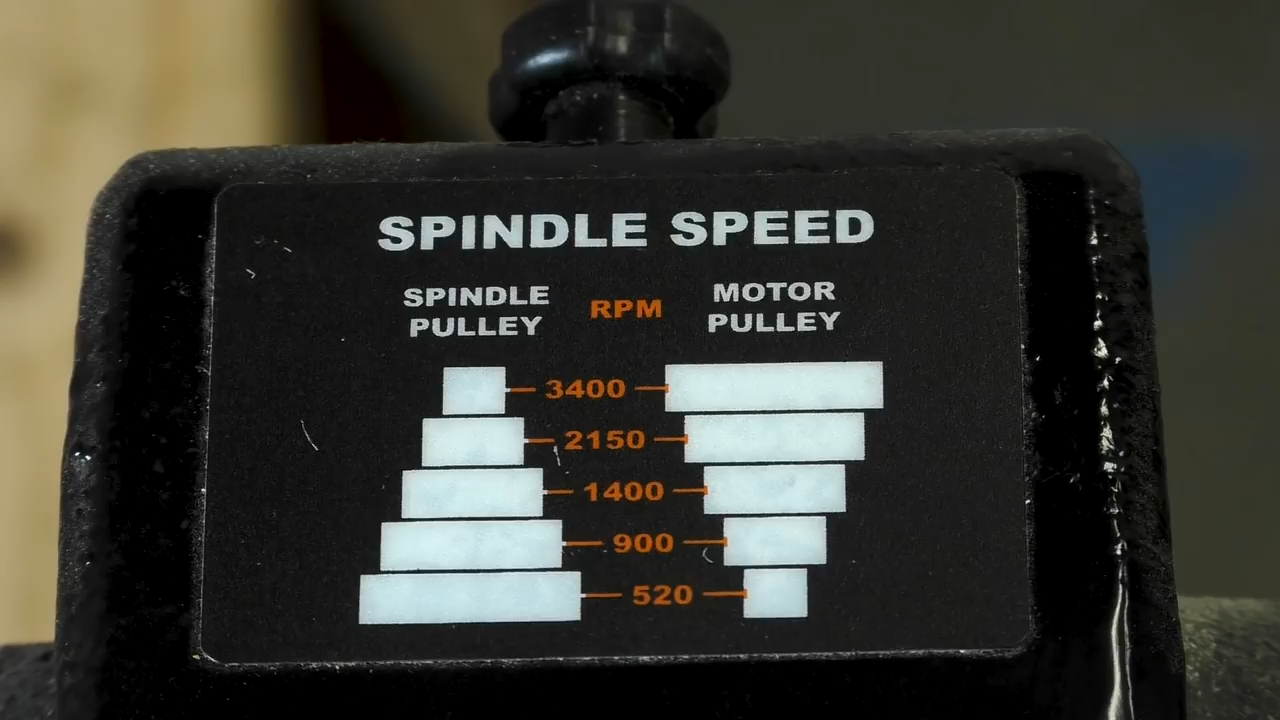 SPINDLE SPEED
SPINDLE PULLEY
RPM
MOTOR PULLEY
3400
2150
1400
900
520